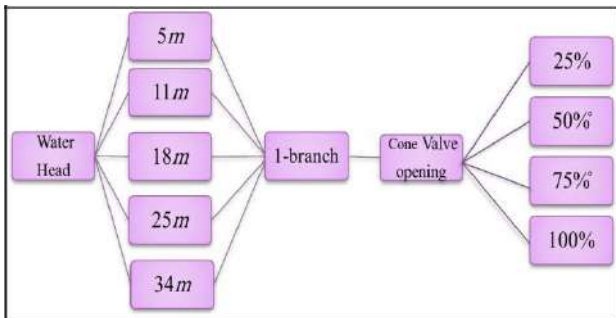 Water
Head
5m
11m
18m
25m
34m
1-branch
Cone Valve
opening
25%
50%°
75%°
100%